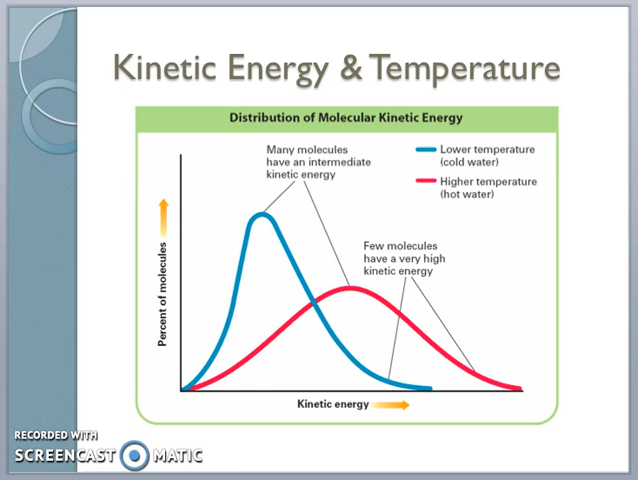 Kinetic Energy & Temperature
Distribution of Molecular Kinetic Energy
Many molecules
have an intermediate
kinetic energy
Lower temperature
(cold water)
Higher temperature
(hot water)
Few molecules
have a very high
kinetic energy
Percent of molecules
Kinetic energy
RECORDED WITH
SCREENCAST MATIC